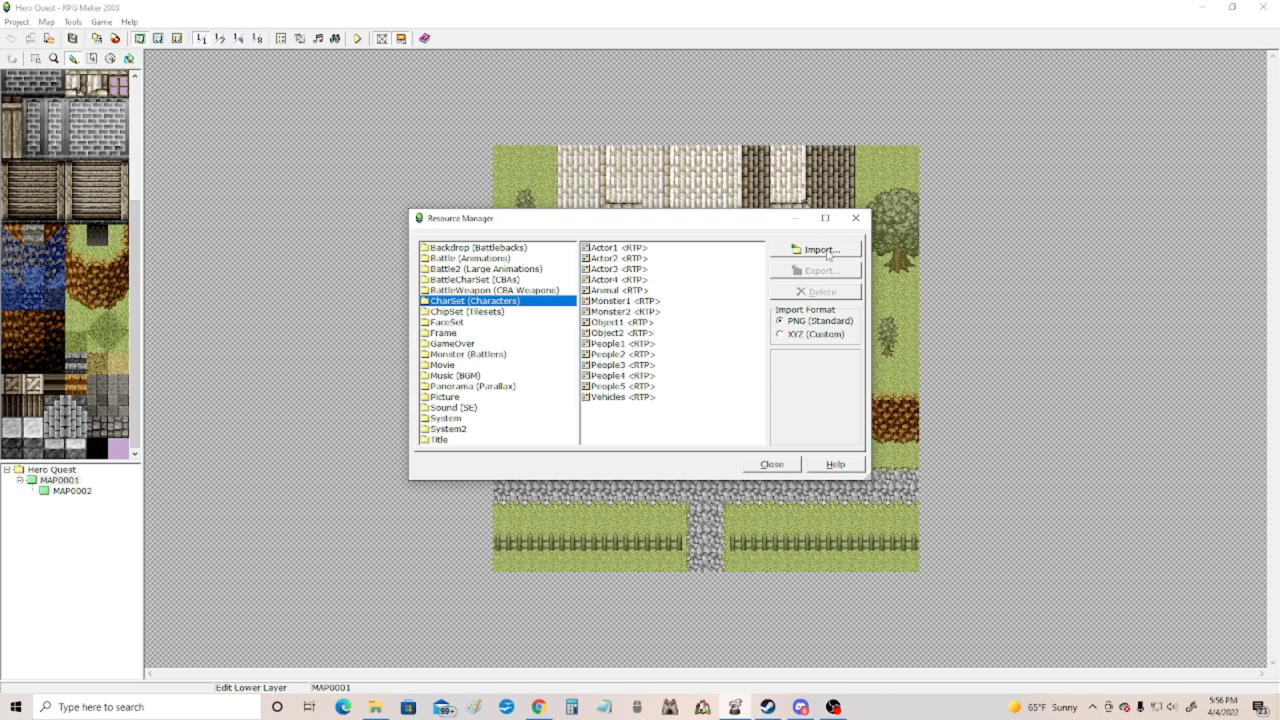 Hero Quest - RPG Maker 2003
Project Map Tools Game Help
Resource Manager
Backdrop (Battlebacks)
Battle (Animations)
Battle2 (Large Animations)
BattleCharSet (CBAs)
BattleWeapon (CBA Weapons)
CharSet (Characters)
ChipSet (Tilesets)
FaceSet
Frame
GameOver
Monster (Battlers)
Movie
Music (BGM)
Panorama (Parallax)
Picture
Sound (SE)
System
System2
Title
Actor1 <RTP>
Actor2 <RTP>
Actor3 <RTP>
Actor4 <RTP>
Animal <RTP>
Monster1 <RTP>
Monster2 <RTP>
Object1 <RTP>
Object2 <RTP>
People1 <RTP>
People2 <RTP>
People3 <RTP>
People4 <RTP>
People5 <RTP>
Vehicles <RTP>
Import...
Export...
Delete
Import Format
PNG (Standard)
XYZ (Custom)
Close
Help
Hero Quest
MAP0001
MAP0002
Edit Lower Layer
MAP0001
Type here to search
99+
65°F Sunny
5:56 PM
4/4/2022